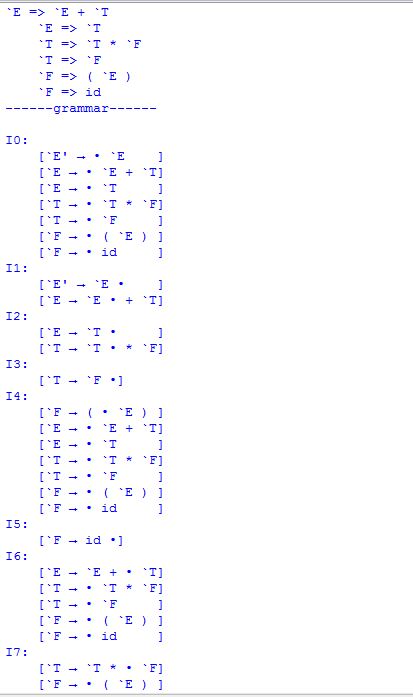 `E => `E + `T
`E => `T
`T => `T * `F
`T => `F
`F => ( `E )
`F => id
------grammar------
I0:
[`E' → • `E    ]
[`E → • `E + `T]
[`E → • `T     ]
[`T → • `T * `F]
[`T → • `F     ]
[`F → • ( `E ) ]
[`F → • id     ]
I1:
[`E' → `E •    ]
[`E → `E • + `T]
I2:
[`E → `T •     ]
[`T → `T • * `F]
I3:
[`T → `F •]
I4:
[`F → ( • `E ) ]
[`E → • `E + `T]
[`E → • `T     ]
[`T → • `T * `F]
[`T → • `F     ]
[`F → • ( `E ) ]
[`F → • id     ]
I5:
[`F → id •]
I6:
[`E → `E + • `T]
[`T → • `T * `F]
[`T → • `F     ]
[`F → • ( `E ) ]
[`F → • id     ]
I7:
[`T → `T * • `F]
[`F → • ( `E ) ]